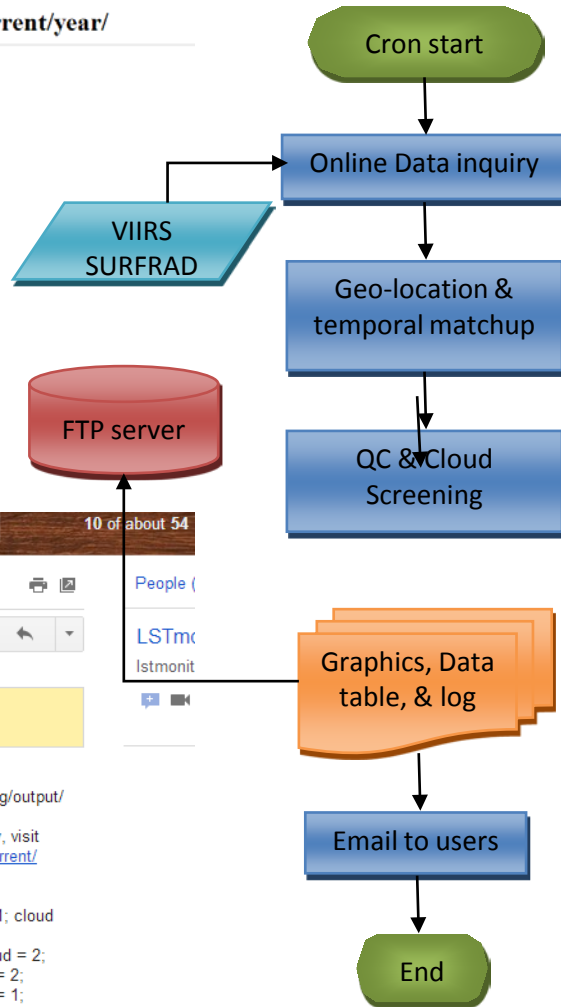 rrent/year/
Cron start
Online Data inquiry
VIIRS
SURFRAD
Geo-location &
temporal matchup
FTP server
QC & Cloud
Screening
10 of about 54
People (
LSTmo
lstmonit
Graphics, Data
table, & log
g/output/
, visit
rrent/
Email to users
; cloud
d = 2;
= 2;
= 1;
End